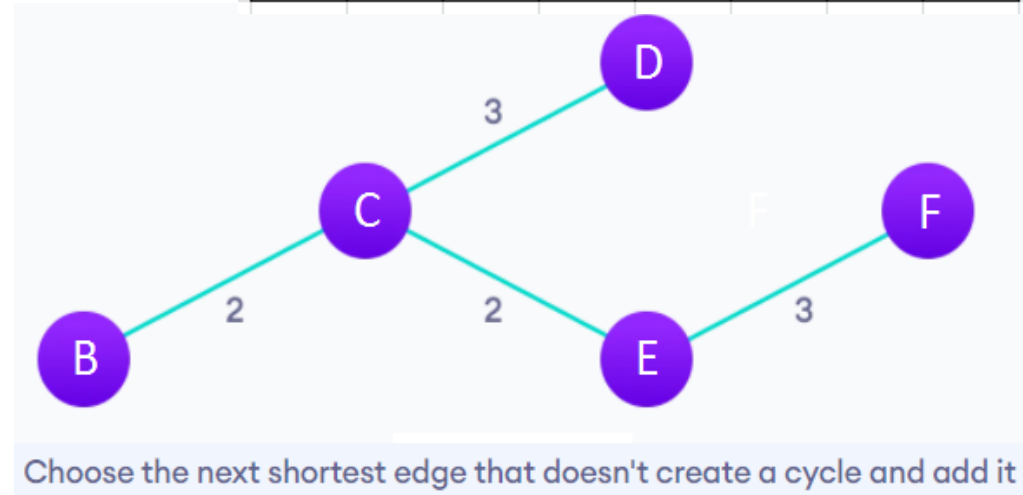 D
3
C
F
F
2
2
3
B
E
Choose the next shortest edge that doesn't create a cycle and add it